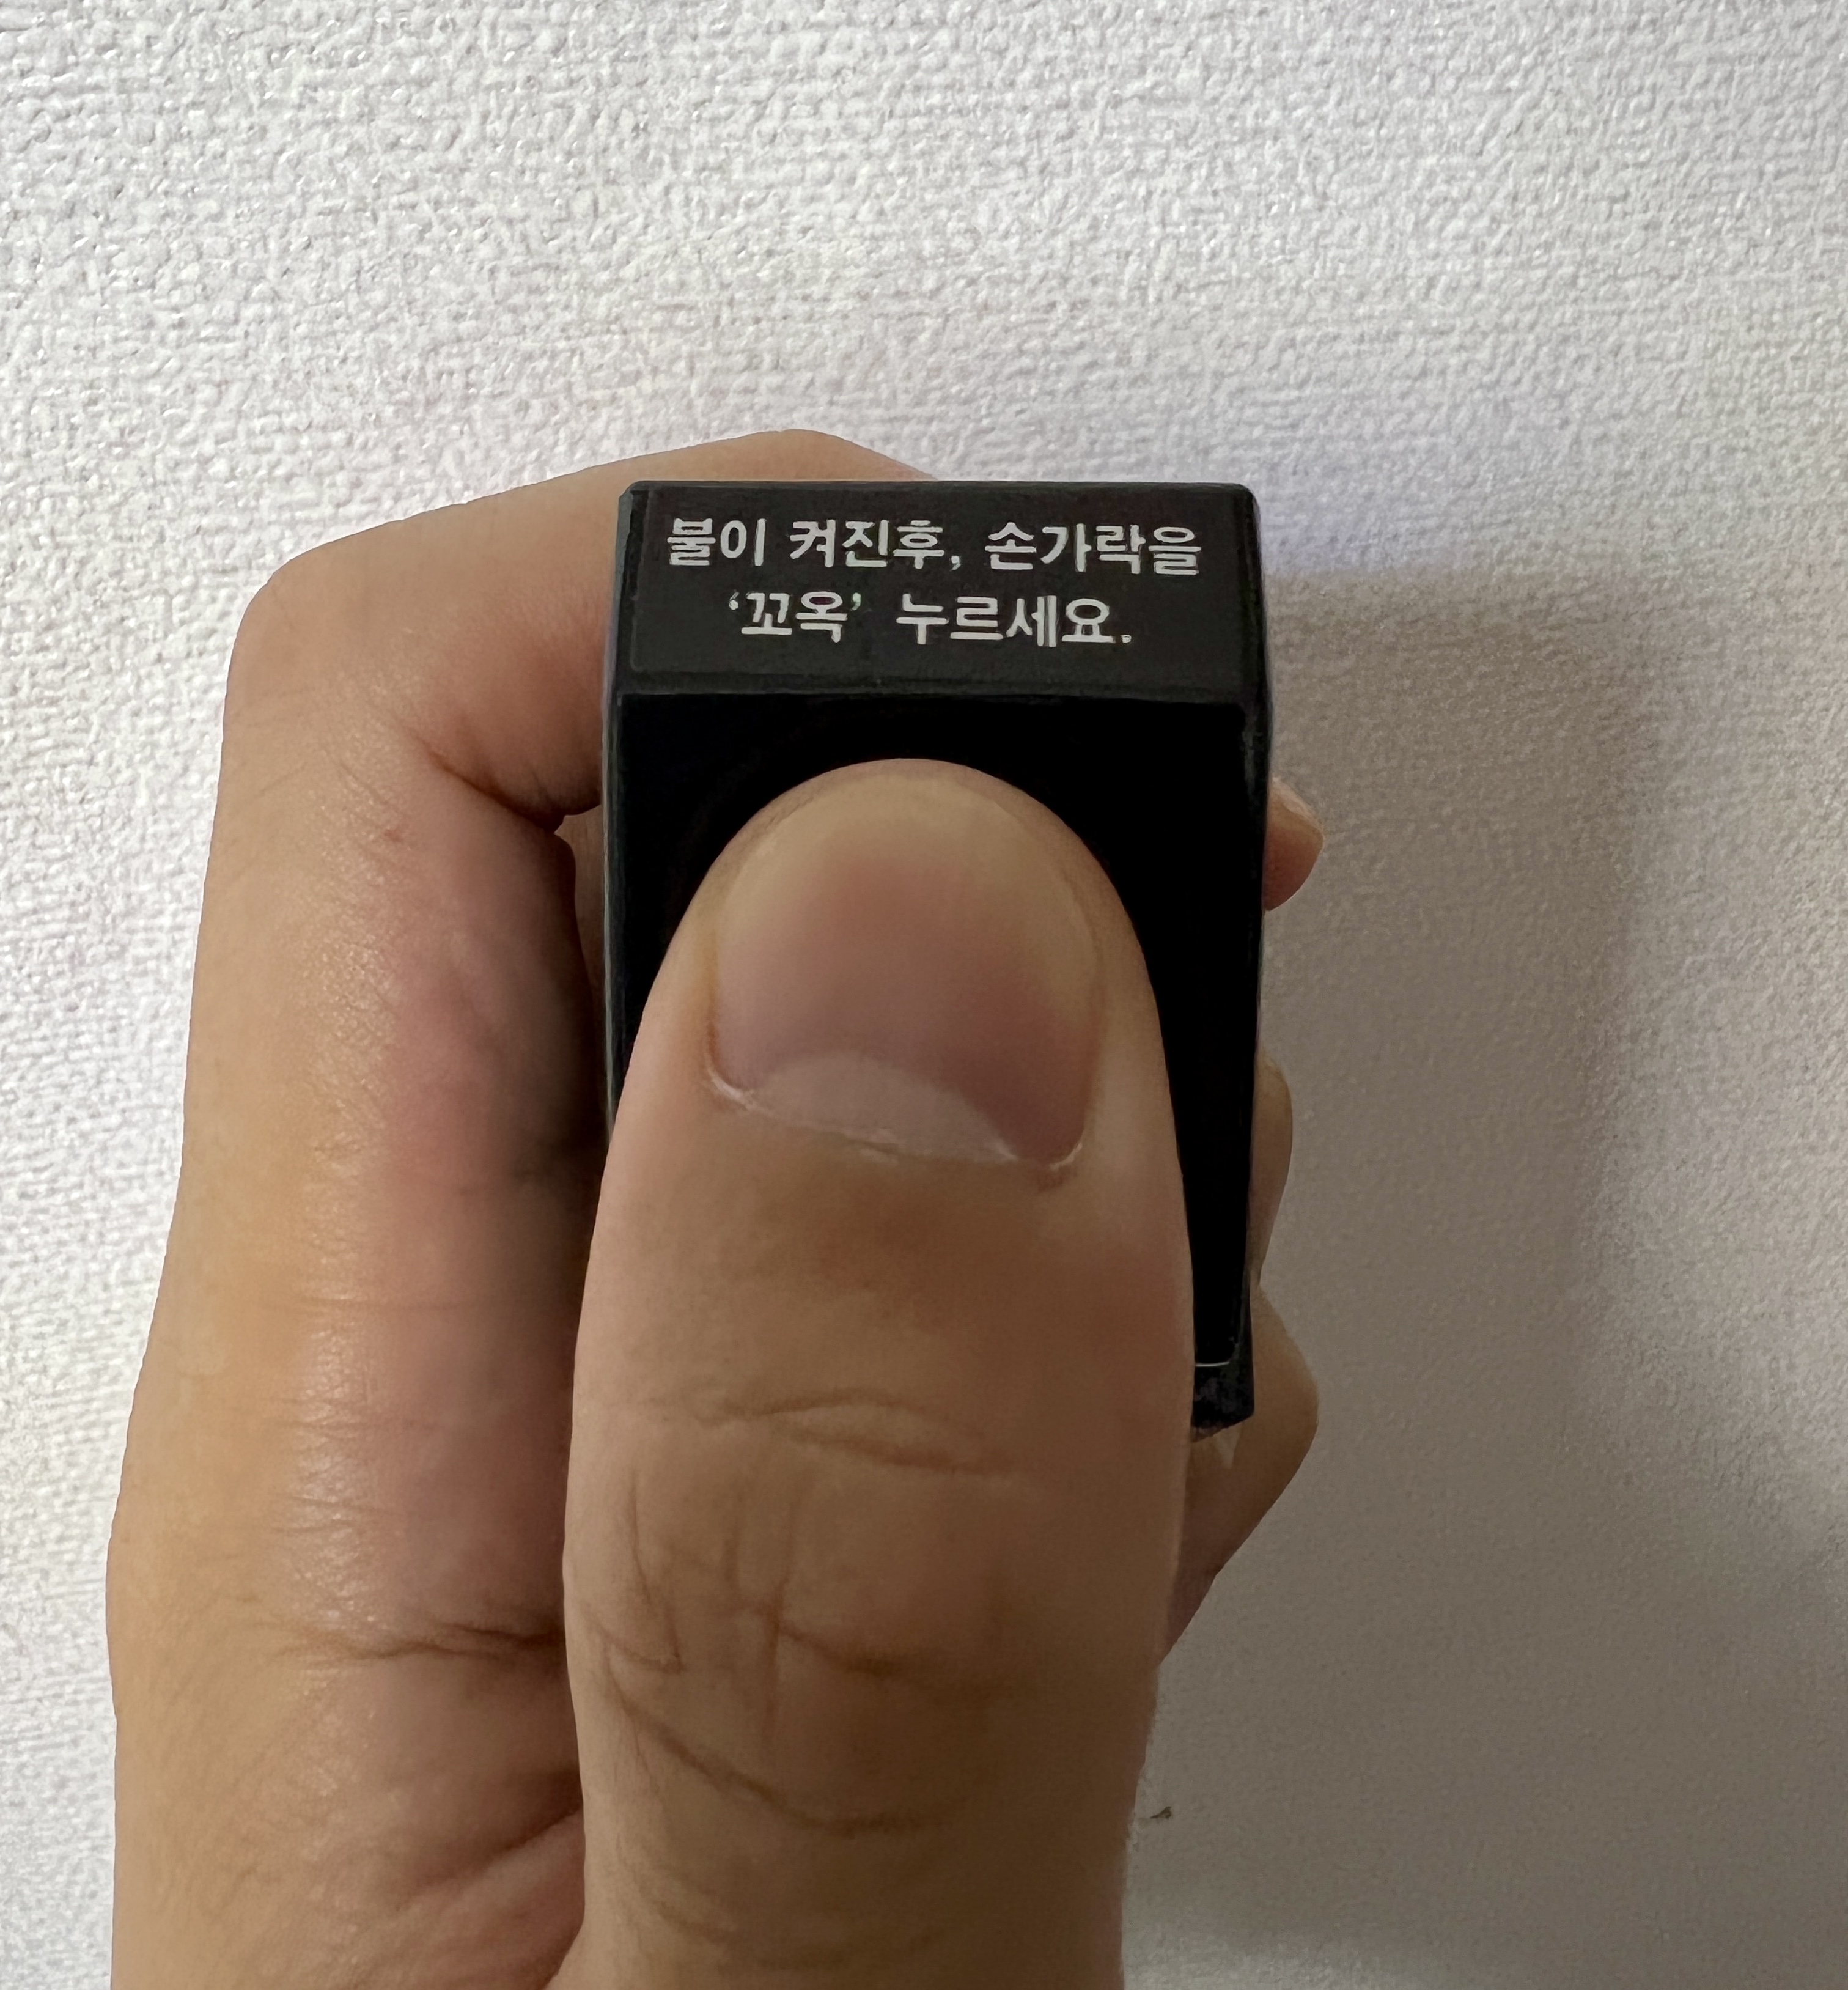 불이 켜진후, 손가락을
‘꼬옥’ 누르세요.